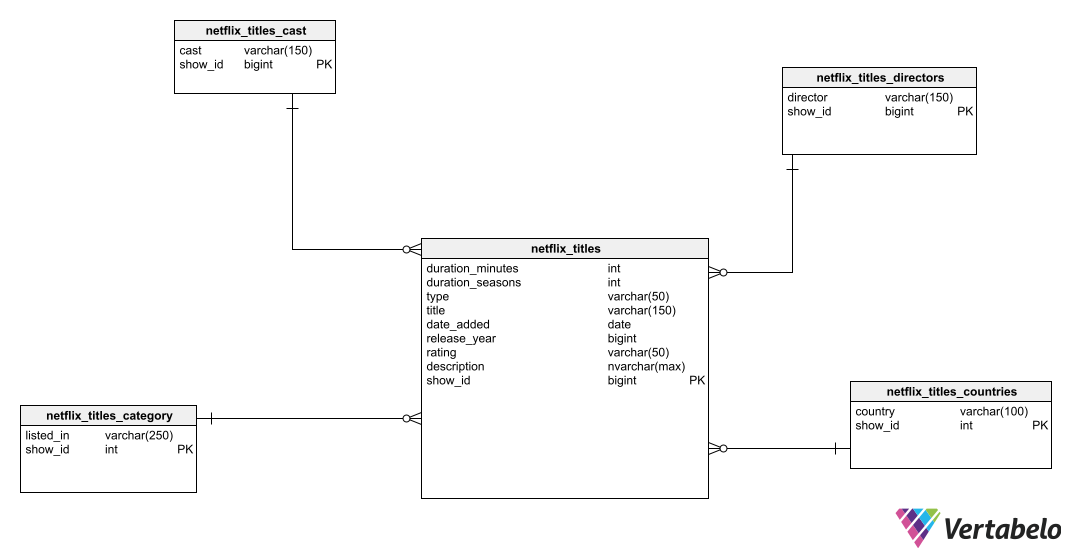 netflix_titles_cast
cast varchar(150)
show_id bigint PK
netflix_titles_directors
director varchar(150)
show_id bigint PK
netflix_titles
duration_minutes int
duration_seasons int
type varchar(50)
title varchar(150)
date_added date
release_year bigint
rating varchar(50)
description nvarchar(max)
show_id bigint PK
netflix_titles_category
listed_in varchar(250)
show_id int PK
netflix_titles_countries
country varchar(100)
show_id int PK
Vertabelo